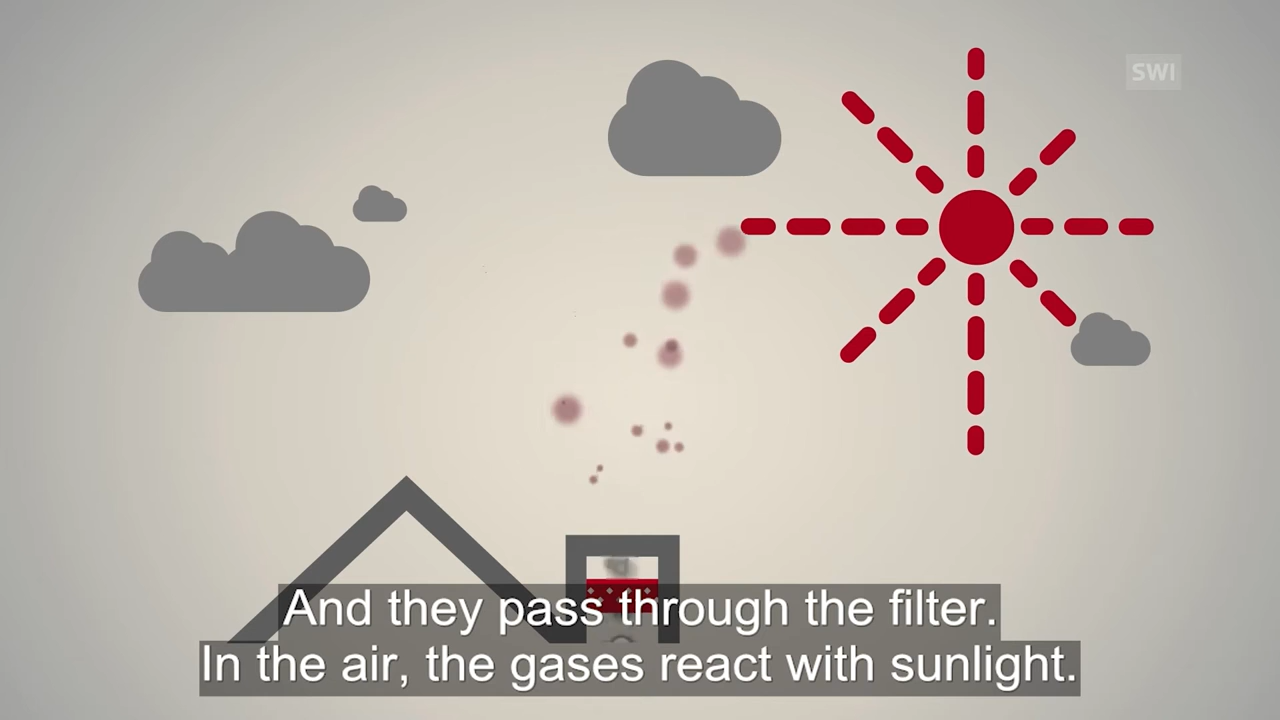 SWI
And they pass through the filter.
In the air, the gases react with sunlight.